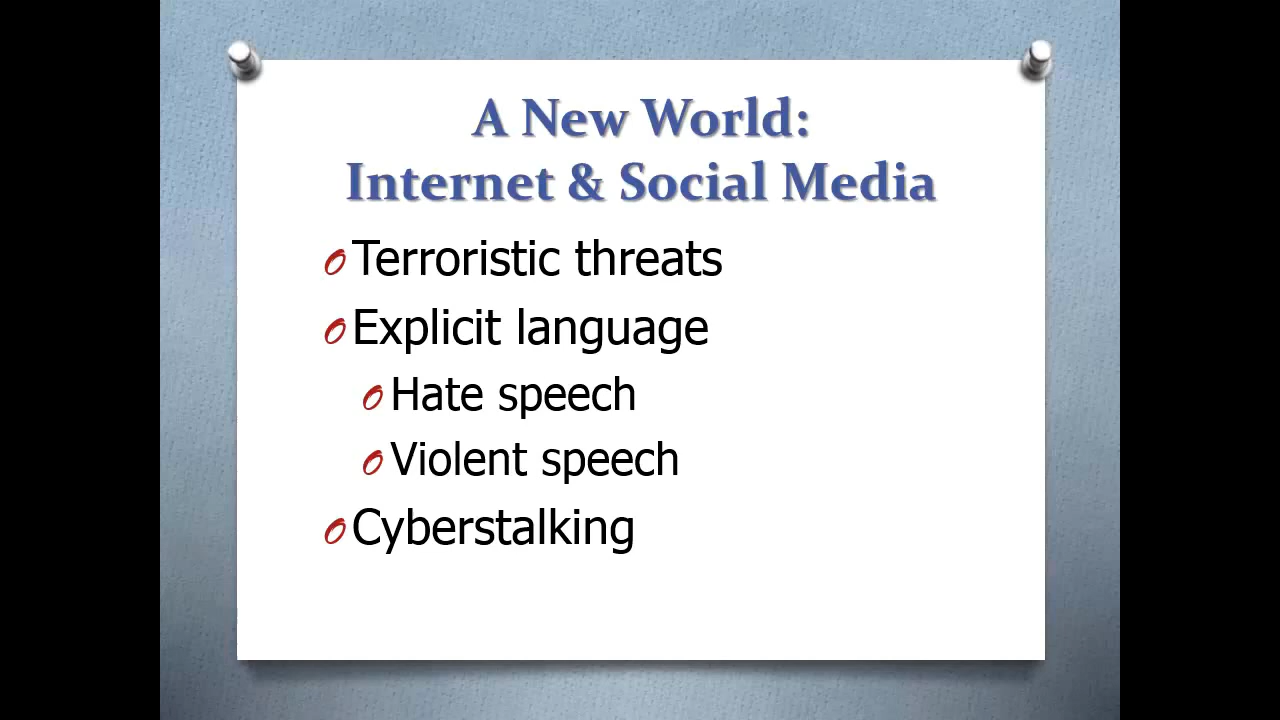 A New World:
Internet & Social Media
Terroristic threats
Explicit language
Hate speech
Violent speech
Cyberstalking